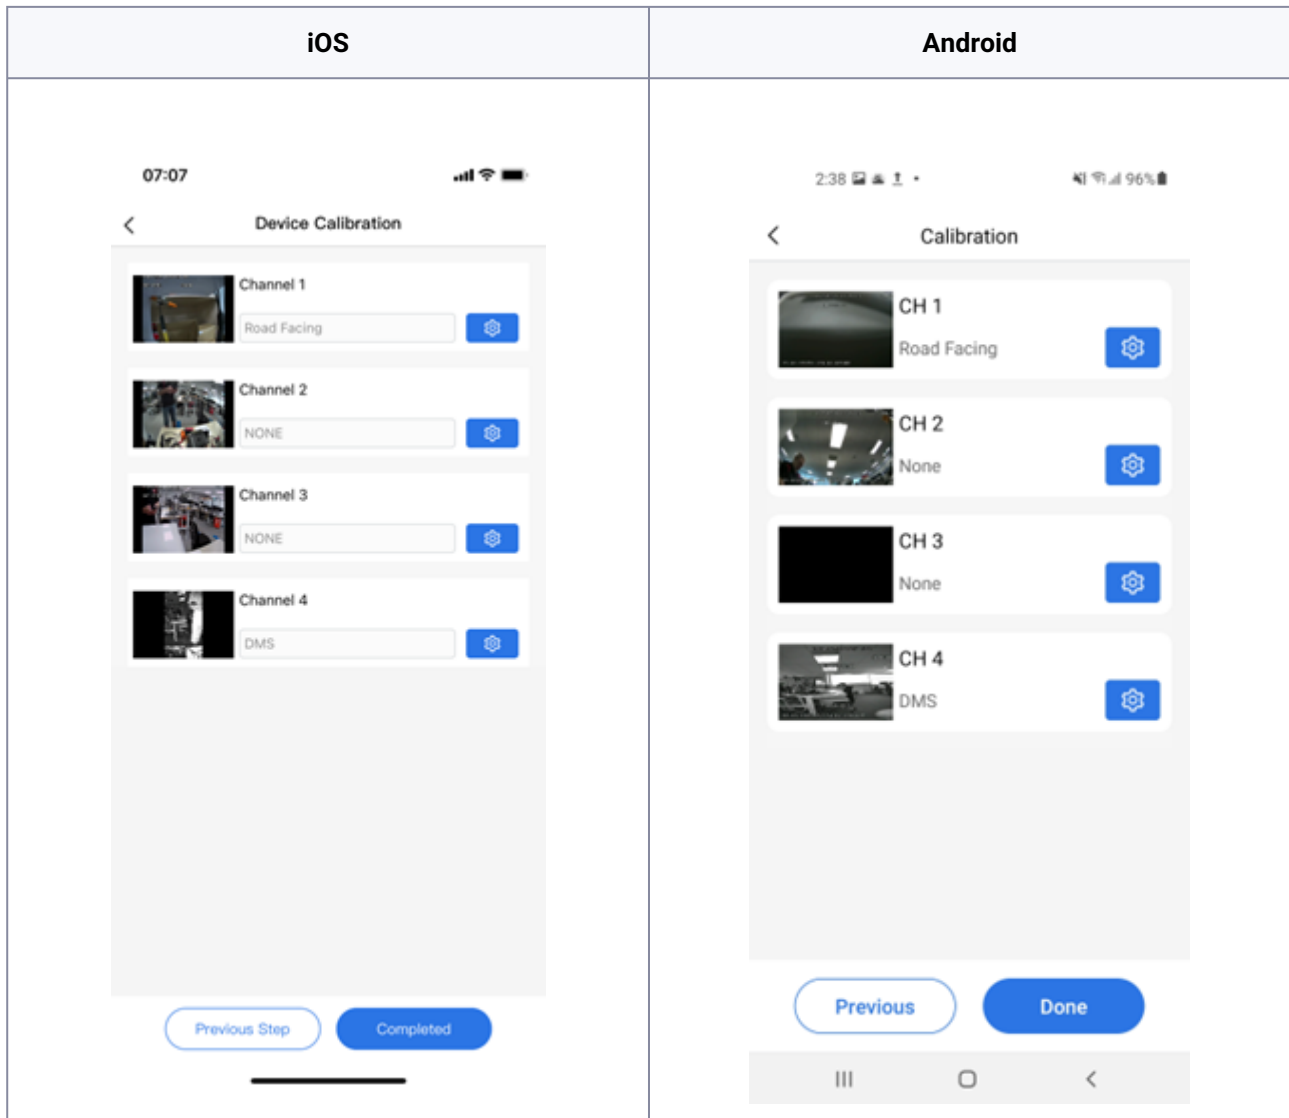 iOS
Android
07:07
Device Calibration
Channel 1
Road Facing
Channel 2
NONE
Channel 3
NONE
Channel 4
DMS
Previous Step
Completed
2:38
96%
Calibration
CH 1
Road Facing
CH 2
None
CH 3
None
CH 4
DMS
Previous
Done